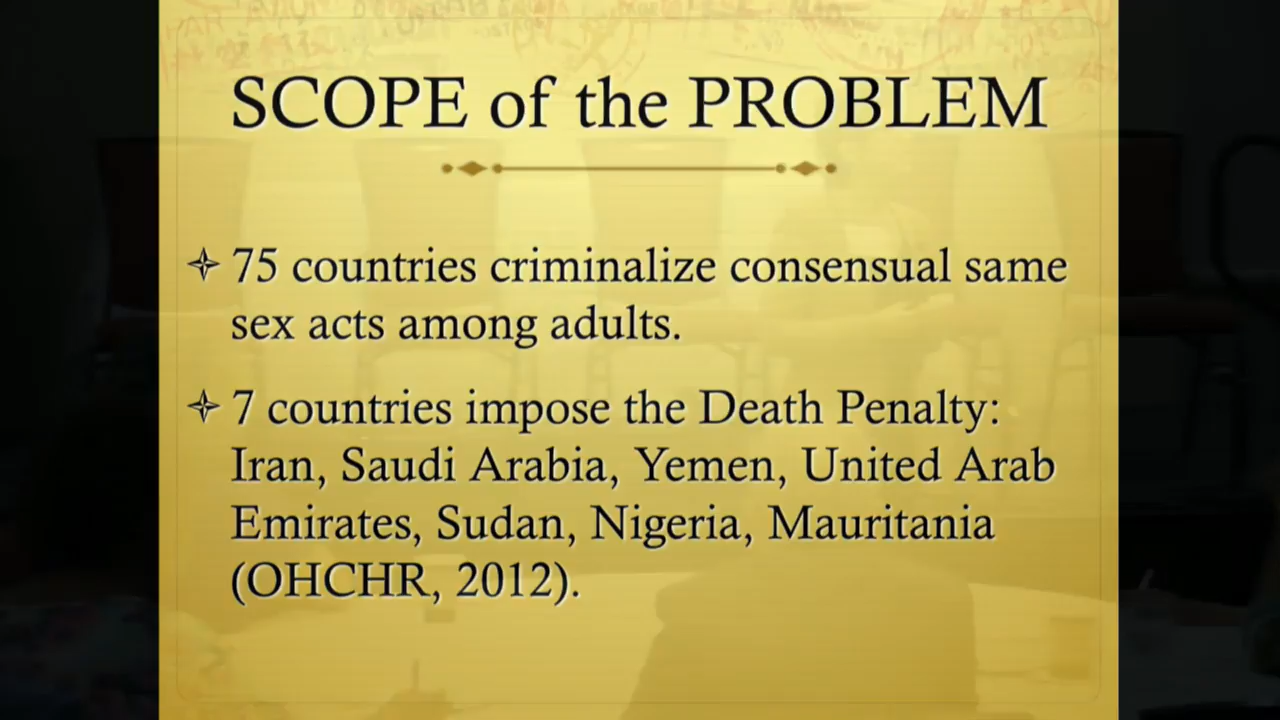 SCOPE of the PROBLEM
75 countries criminalize consensual same
sex acts among adults.
7 countries impose the Death Penalty:
Iran, Saudi Arabia, Yemen, United Arab
Emirates, Sudan, Nigeria, Mauritania
(OHCHR, 2012).